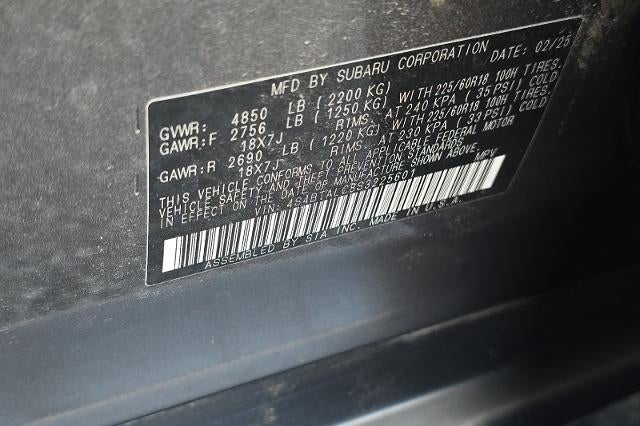 MFD BY SUBARU CORPORATION DATE: 02/25
GVWR: 4850 LB (2200 KG)
GAWR:F 2756 LB (1250 KG) WITH 225/60R18 100H TIRES.
18X7J RIMS. AT 240 KPA (35 PSI) COLD
GAWR:R 2690 LB (1220 KG) WITH 225/60R18 100H TIRES.
18X7J RIMS. AT 230 KPA (33 PSI) COLD
THIS VEHICLE CONFORMS TO ALL APPLICABLE FEDERAL MOTOR
VEHICLE SAFETY AND THEFT PREVENTION STANDARDS
IN EFFECT ON THE DATE OF MANUFACTURE SHOWN ABOVE.
VIN: 4S4BTALCBS3225601 MPV
ASSEMBLED BY SIA INC. MADE IN U.S.A.